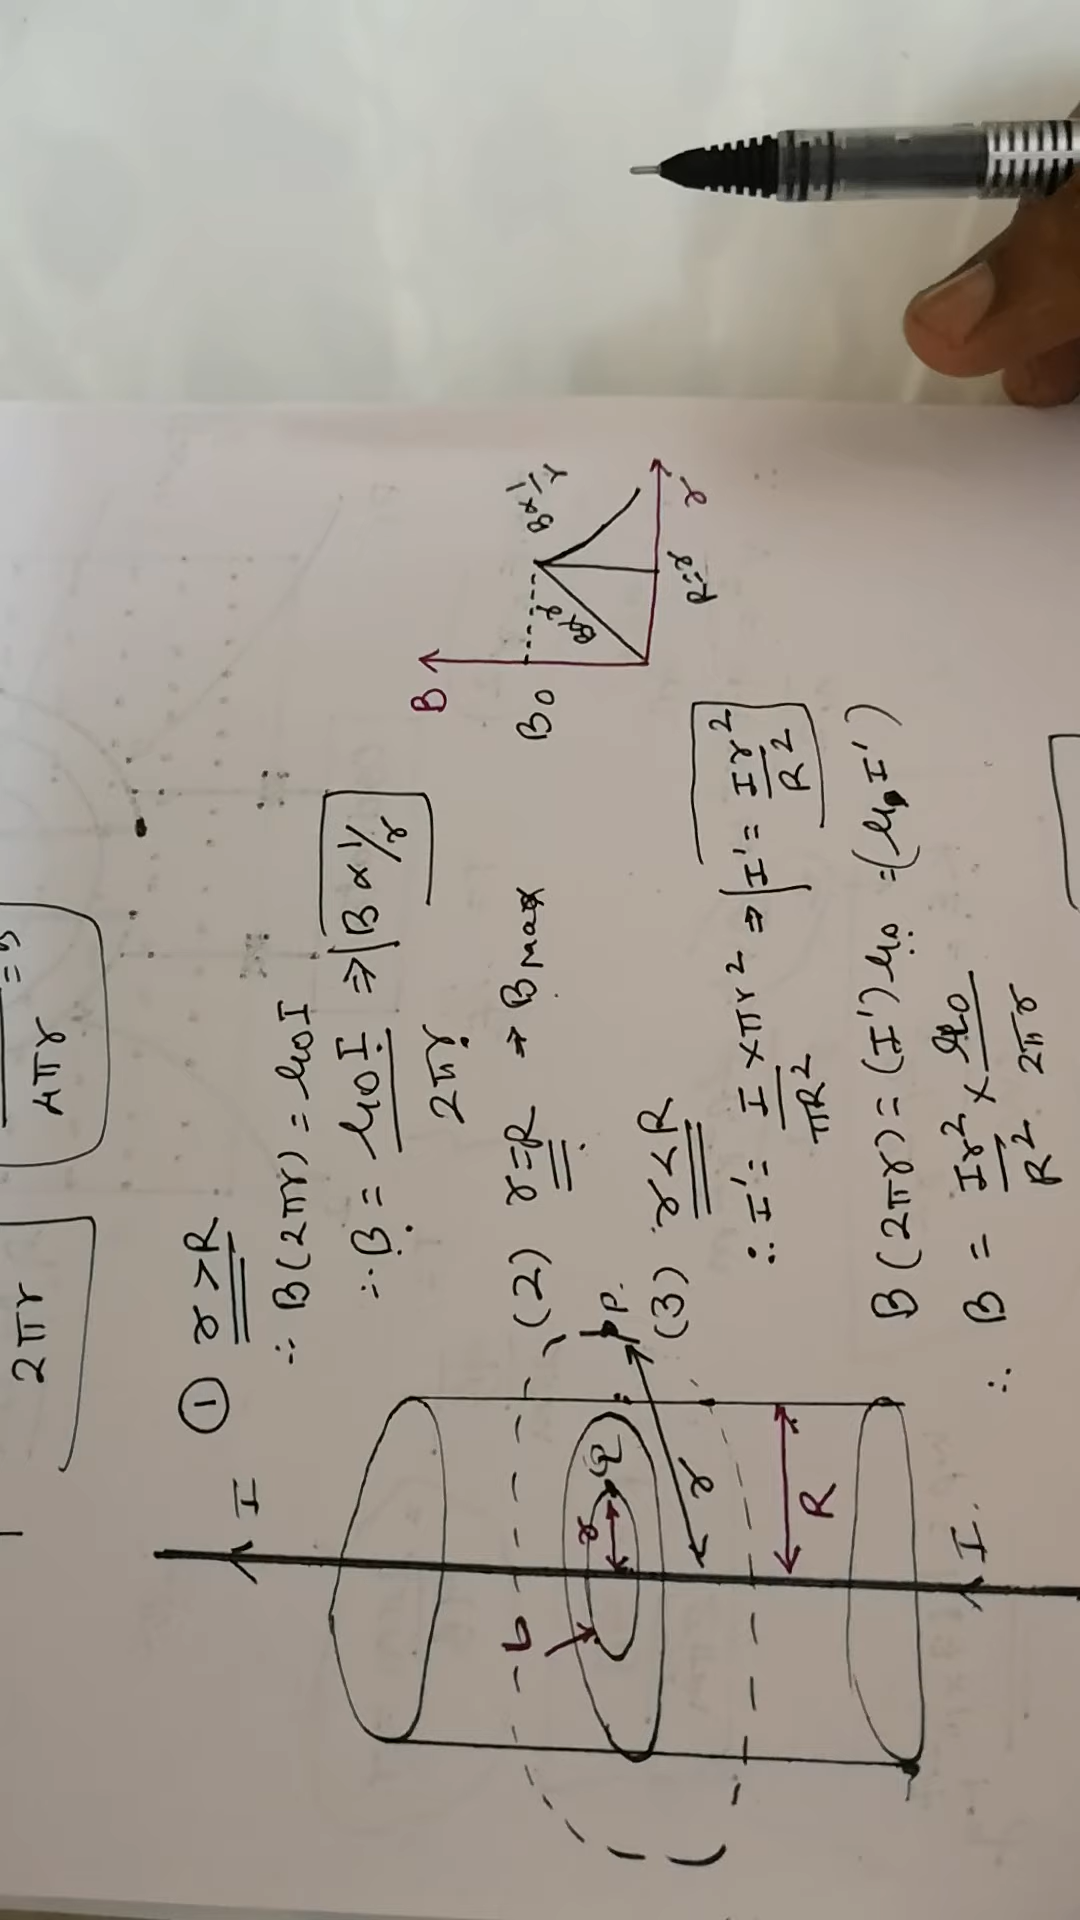 2πr
4πr
I
① r>R
∴ B(2πr) = μ0I
∴ B = μ0I/2πr ⇒ B ∝ 1/r
(2) r=R ⇒ Bmax
(3) r<R
∴ I' = I/πR² × πr² ⇒ I' = Ir²/R²
B(2πr) = (I')μ0 = (μ0I')
∴ B = Ir²/R² × μ0/2πr
P.
r
r
R
I.
B
B0
B∝r
B∝1/r
R=r
r